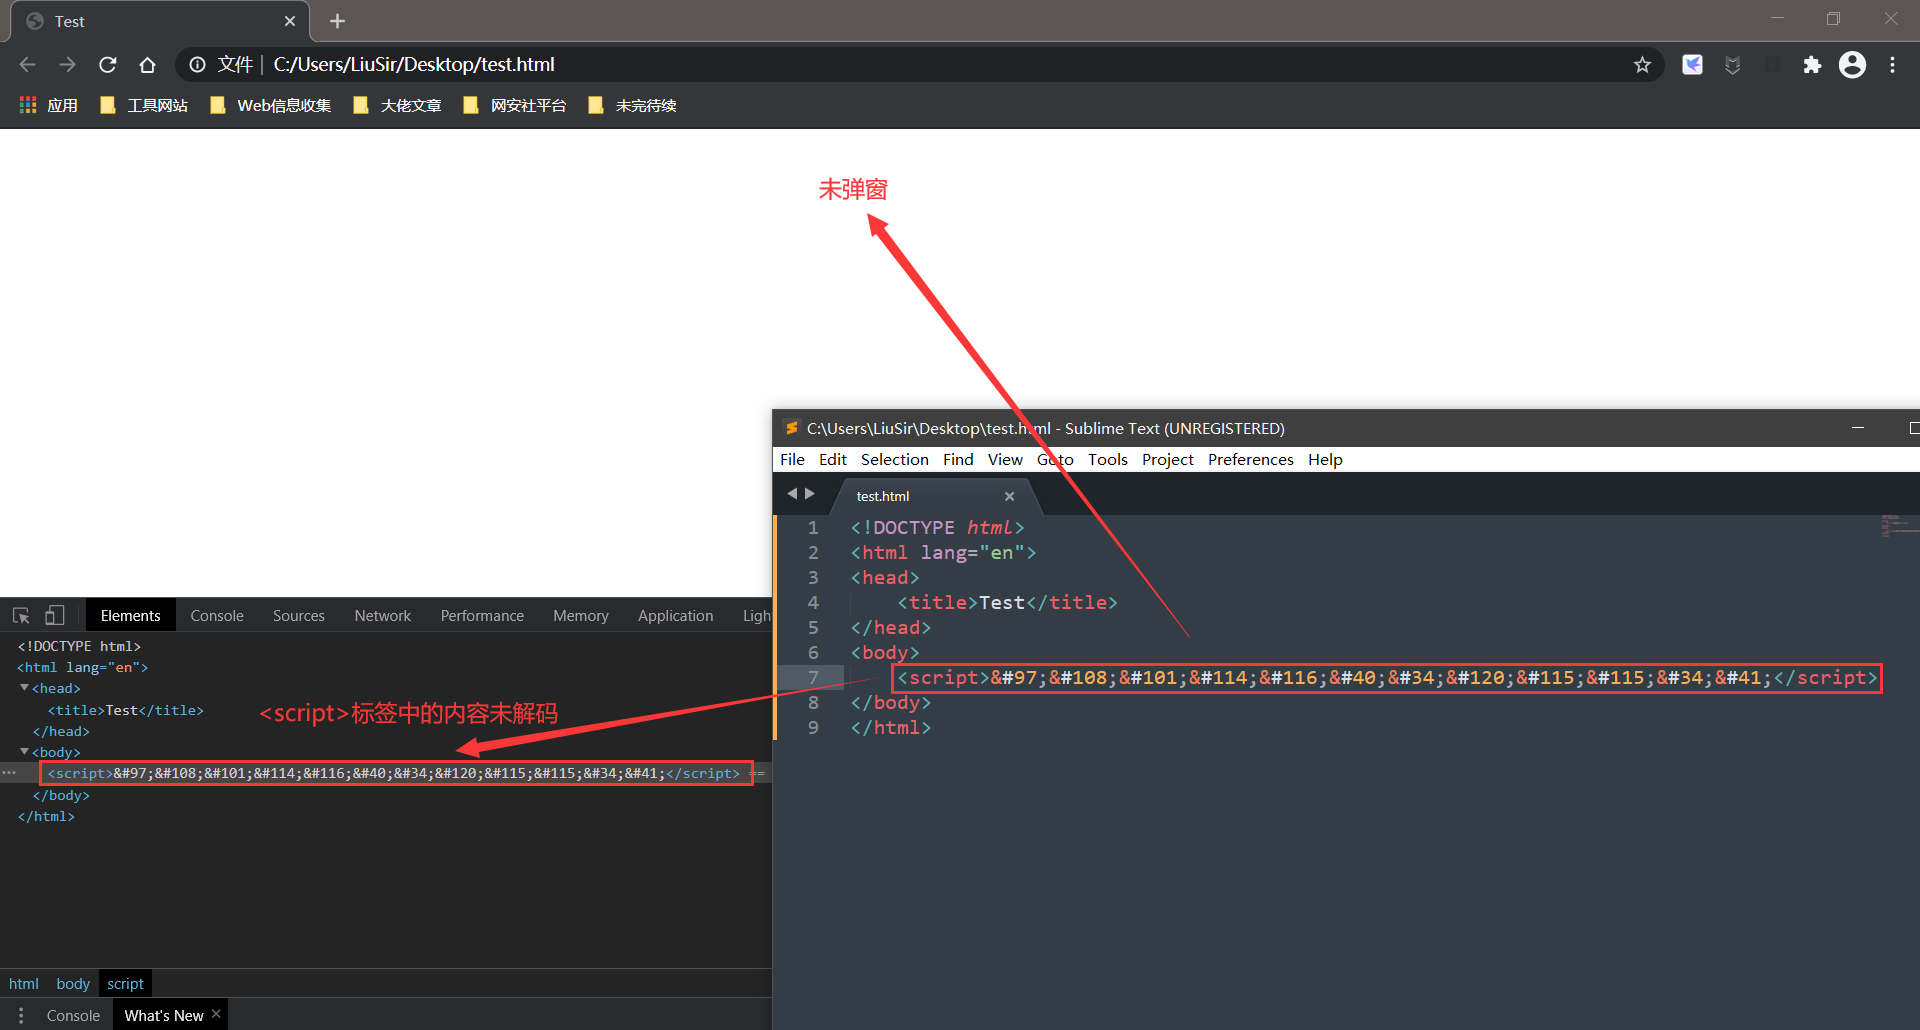 Test
文件 | C:/Users/LiuSir/Desktop/test.html
应用 工具网站 Web信息收集 大佬文章 网安社平台 未完待续
未弹窗
C:\Users\LiuSir\Desktop\test.html - Sublime Text (UNREGISTERED)
File Edit Selection Find View Goto Tools Project Preferences Help
test.html
1 <!DOCTYPE html>
2 <html lang="en">
3 <head>
4 <title>Test</title>
5 </head>
6 <body>
7 <script>&#97;&#108;&#101;&#114;&#116;&#40;&#34;&#120;&#115;&#115;&#34;&#41;</script>
8 </body>
9 </html>
Elements Console Sources Network Performance Memory Application Ligh
<!DOCTYPE html>
<html lang="en">
<head>
<title>Test</title>
</head>
<script>标签中的内容未解码
<body>
<script>&#97;&#108;&#101;&#114;&#116;&#40;&#34;&#120;&#115;&#115;&#34;&#41;</script> ==
</body>
</html>
html body script
Console What's New